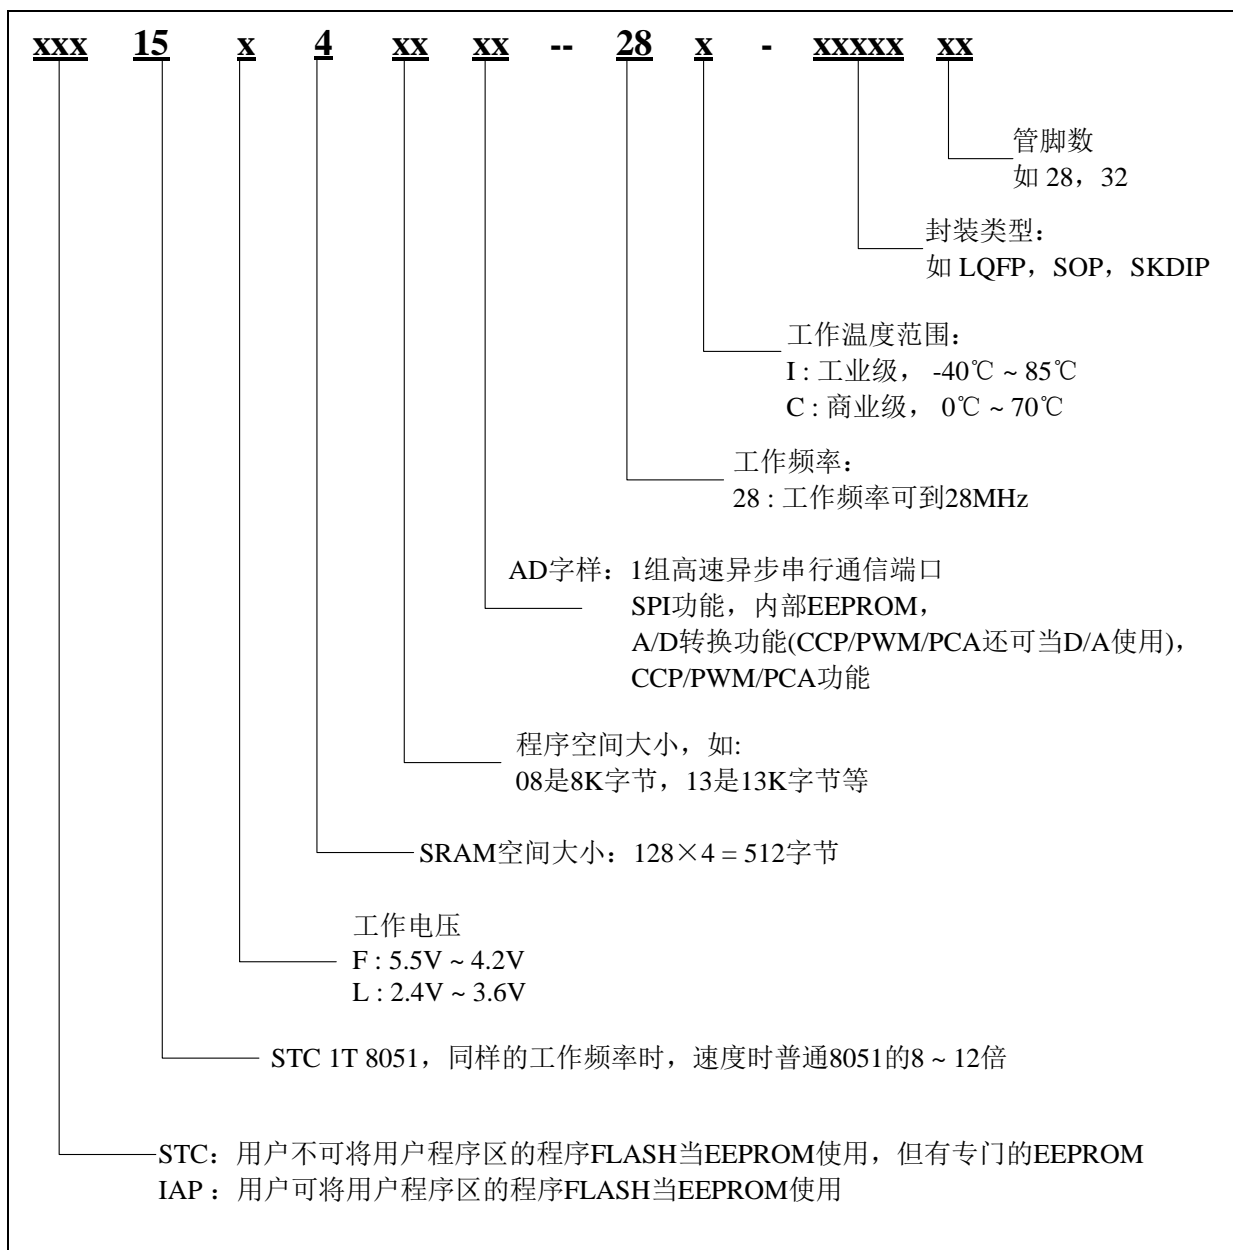 xxx 15 x 4 xx xx -- 28 x - xxxxx xx
管脚数
如 28，32
封装类型：
如 LQFP，SOP，SKDIP
工作温度范围：
I : 工业级， -40℃ ~ 85℃
C : 商业级， 0℃ ~ 70℃
工作频率：
28 : 工作频率可到28MHz
AD字样：1组高速异步串行通信端口
SPI功能，内部EEPROM，
A/D转换功能(CCP/PWM/PCA还可当D/A使用)，
CCP/PWM/PCA功能
程序空间大小，如:
08是8K字节，13是13K字节等
SRAM空间大小：128×4 = 512字节
工作电压
F : 5.5V ~ 4.2V
L : 2.4V ~ 3.6V
STC 1T 8051，同样的工作频率时，速度时普通8051的8 ~ 12倍
STC：用户不可将用户程序区的程序FLASH当EEPROM使用，但有专门的EEPROM
IAP ：用户可将用户程序区的程序FLASH当EEPROM使用